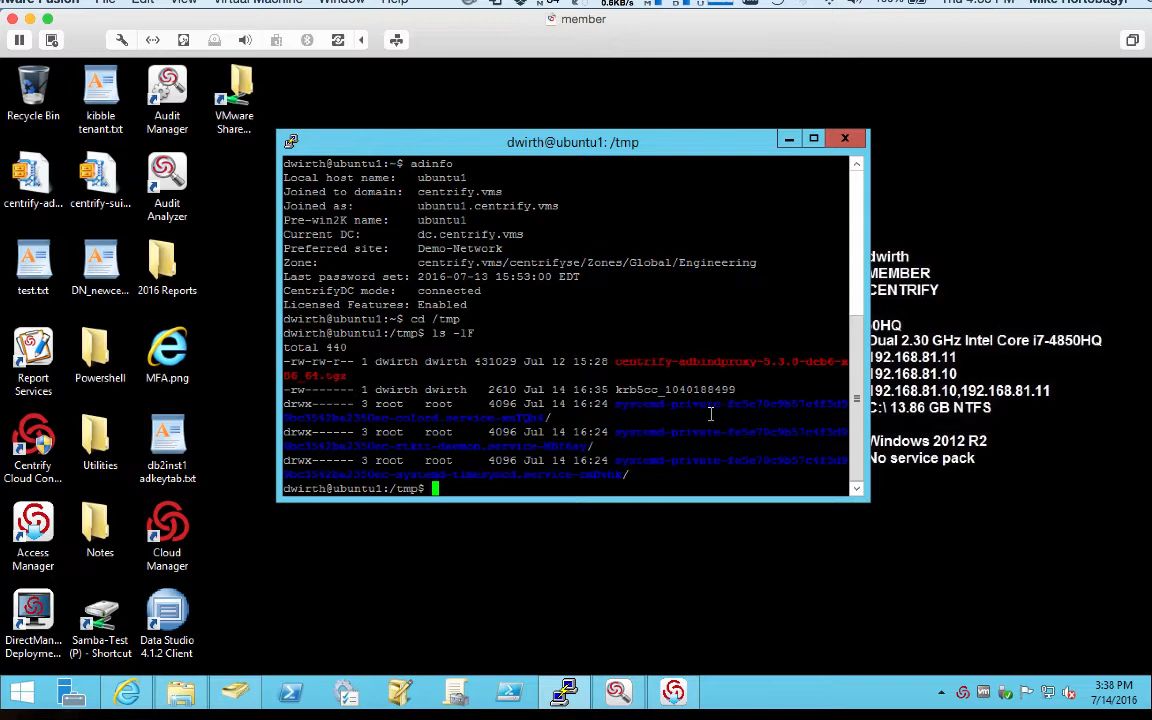 File Edit View Virtual Machine Window Help
0.6KB/s
Thu 4:38 PM Mike Hortobagyi
member
Recycle Bin
kibble
tenant.txt
Audit
Manager
VMware
Share...
centrify-ad...
centrify-sui...
Audit
Analyzer
test.txt
DN_newce...
2016 Reports
Report
Services
Powershell
MFA.png
Centrify
Cloud Con...
Utilities
db2inst1
adkeytab.txt
Access
Manager
Notes
Cloud
Manager
DirectMan...
Deployme...
Samba-Test
(P) - Shortcut
Data Studio
4.1.2 Client
dwirth@ubuntu1: /tmp
dwirth@ubuntu1:~$ adinfo
Local host name: ubuntu1
Joined to domain: centrify.vms
Joined as: ubuntu1.centrify.vms
Pre-win2K name: ubuntu1
Current DC: dc.centrify.vms
Preferred site: Demo-Network
Zone: centrify.vms/centrifyse/Zones/Global/Engineering
Last password set: 2016-07-13 15:53:00 EDT
CentrifyDC mode: connected
Licensed Features: Enabled
dwirth@ubuntu1:~$ cd /tmp
dwirth@ubuntu1:/tmp$ ls -lF
total 440
-rw-rw-r-- 1 dwirth dwirth 431029 Jul 12 15:28 centrify-adbindproxy-5.3.0-deb6-x
86_64.tgz
-rw------- 1 dwirth dwirth 2610 Jul 14 16:35 krb5cc_1040188499
drwx------ 3 root root 4096 Jul 14 16:24
drwx------ 3 root root 4096 Jul 14 16:24
drwx------ 3 root root 4096 Jul 14 16:24
dwirth@ubuntu1:/tmp$
dwirth
MEMBER
CENTRIFY
60HQ
Dual 2.30 GHz Intel Core i7-4850HQ
192.168.81.11
192.168.81.10
192.168.81.10,192.168.81.11
C:\ 13.86 GB NTFS
Windows 2012 R2
No service pack
3:38 PM
7/14/2016